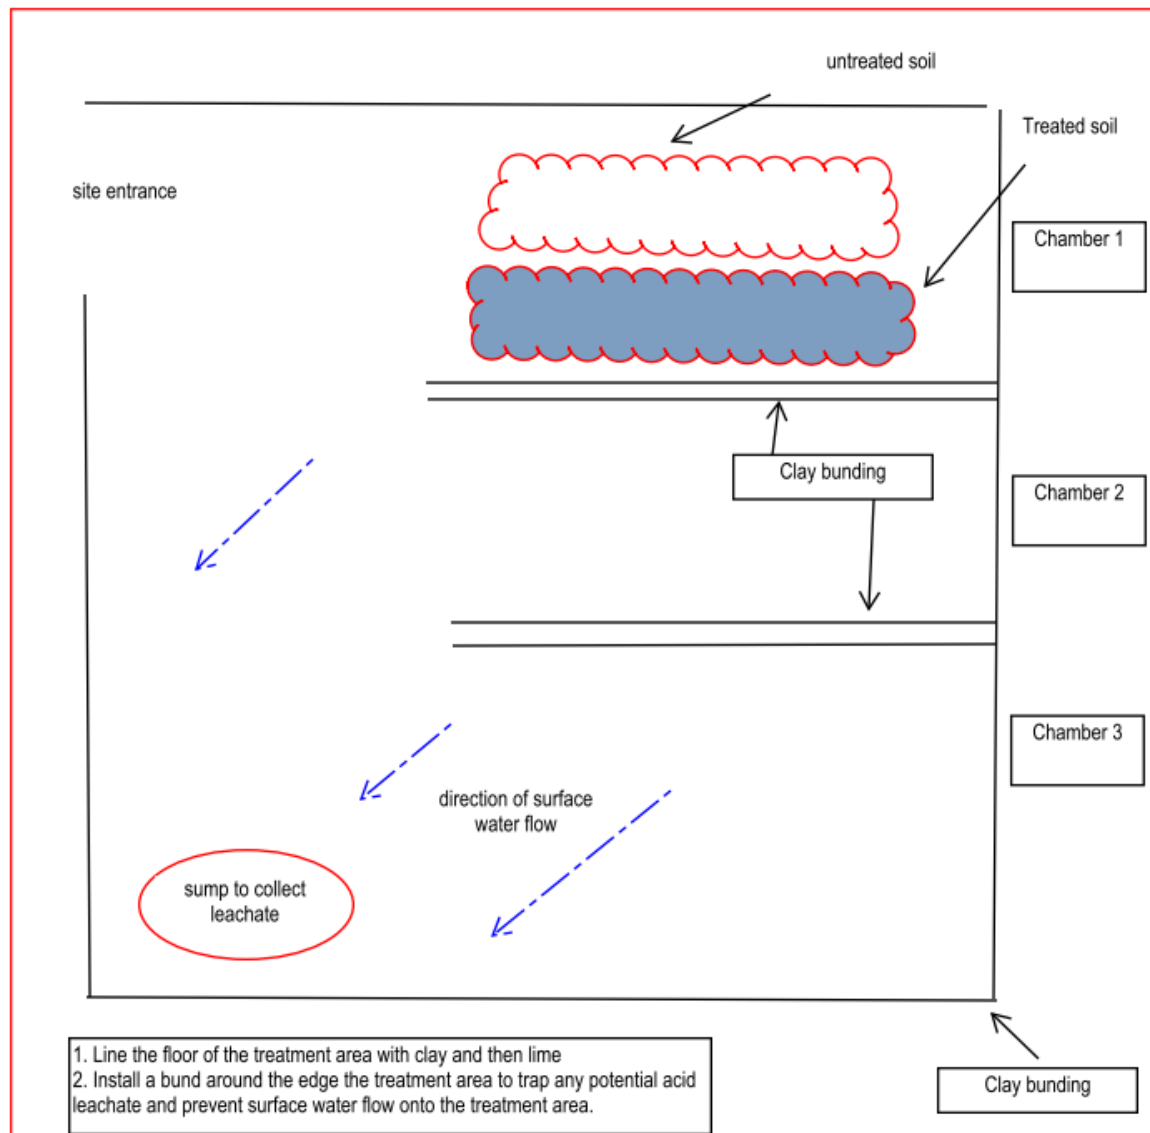 untreated soil
Treated soil
site entrance
Chamber 1
Clay bunding
Chamber 2
Chamber 3
direction of surface
water flow
sump to collect
leachate
1. Line the floor of the treatment area with clay and then lime
2. Install a bund around the edge the treatment area to trap any potential acid
leachate and prevent surface water flow onto the treatment area.
Clay bunding